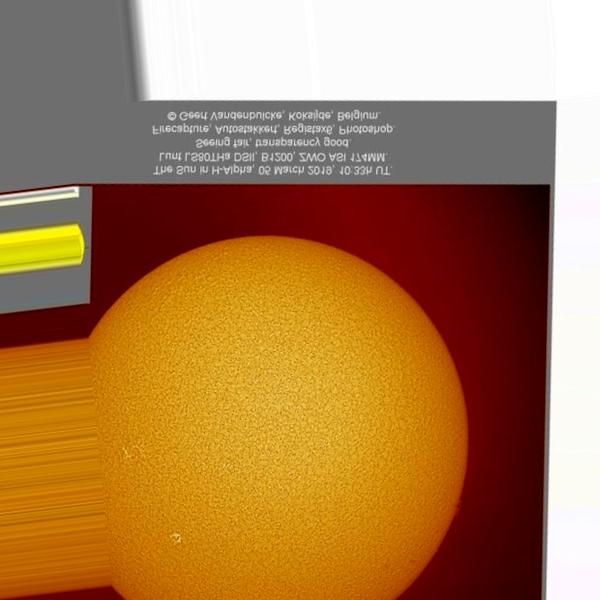 The Sun in H-Alpha, 05 March 2018, 10:33h UT.
Lunt LS80THa DSII, B1200, ZWO ASI 174MM.
Seeing fair, transparency good.
Firecapture, Autostakkert, Registax6, Photoshop.
© Geert Vandenbulcke, Koksijde, Belgium.